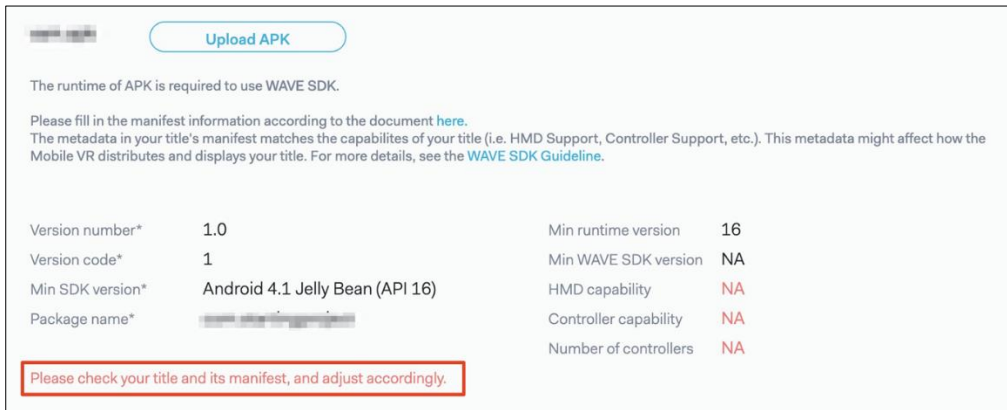 Upload APK
The runtime of APK is required to use WAVE SDK.
Please fill in the manifest information according to the document here.
The metadata in your title's manifest matches the capabilites of your title (i.e. HMD Support, Controller Support, etc.). This metadata might affect how the
Mobile VR distributes and displays your title. For more details, see the WAVE SDK Guideline.
Version number* 1.0 Min runtime version 16
Version code* 1 Min WAVE SDK version NA
Min SDK version* Android 4.1 Jelly Bean (API 16) HMD capability NA
Package name* Controller capability NA
Number of controllers NA
Please check your title and its manifest, and adjust accordingly.